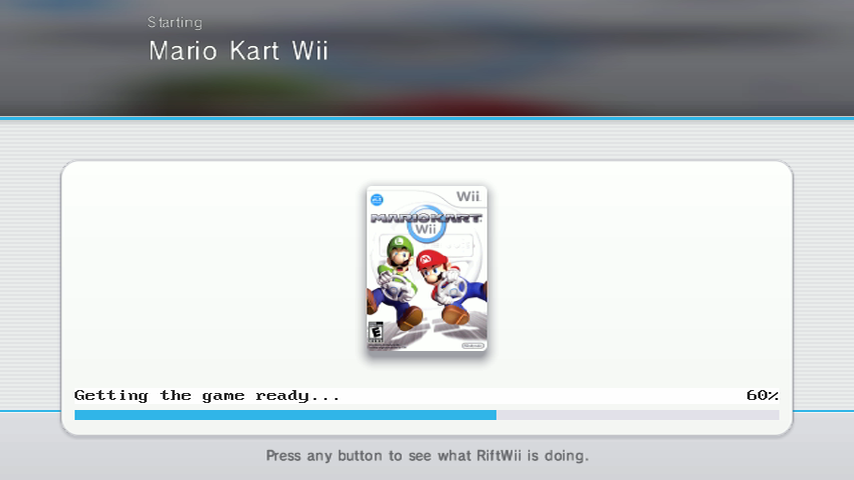 Starting
Mario Kart Wii
Wii
MARIOKART
Wii
Getting the game ready...
60%
Press any button to see what RiftWii is doing.